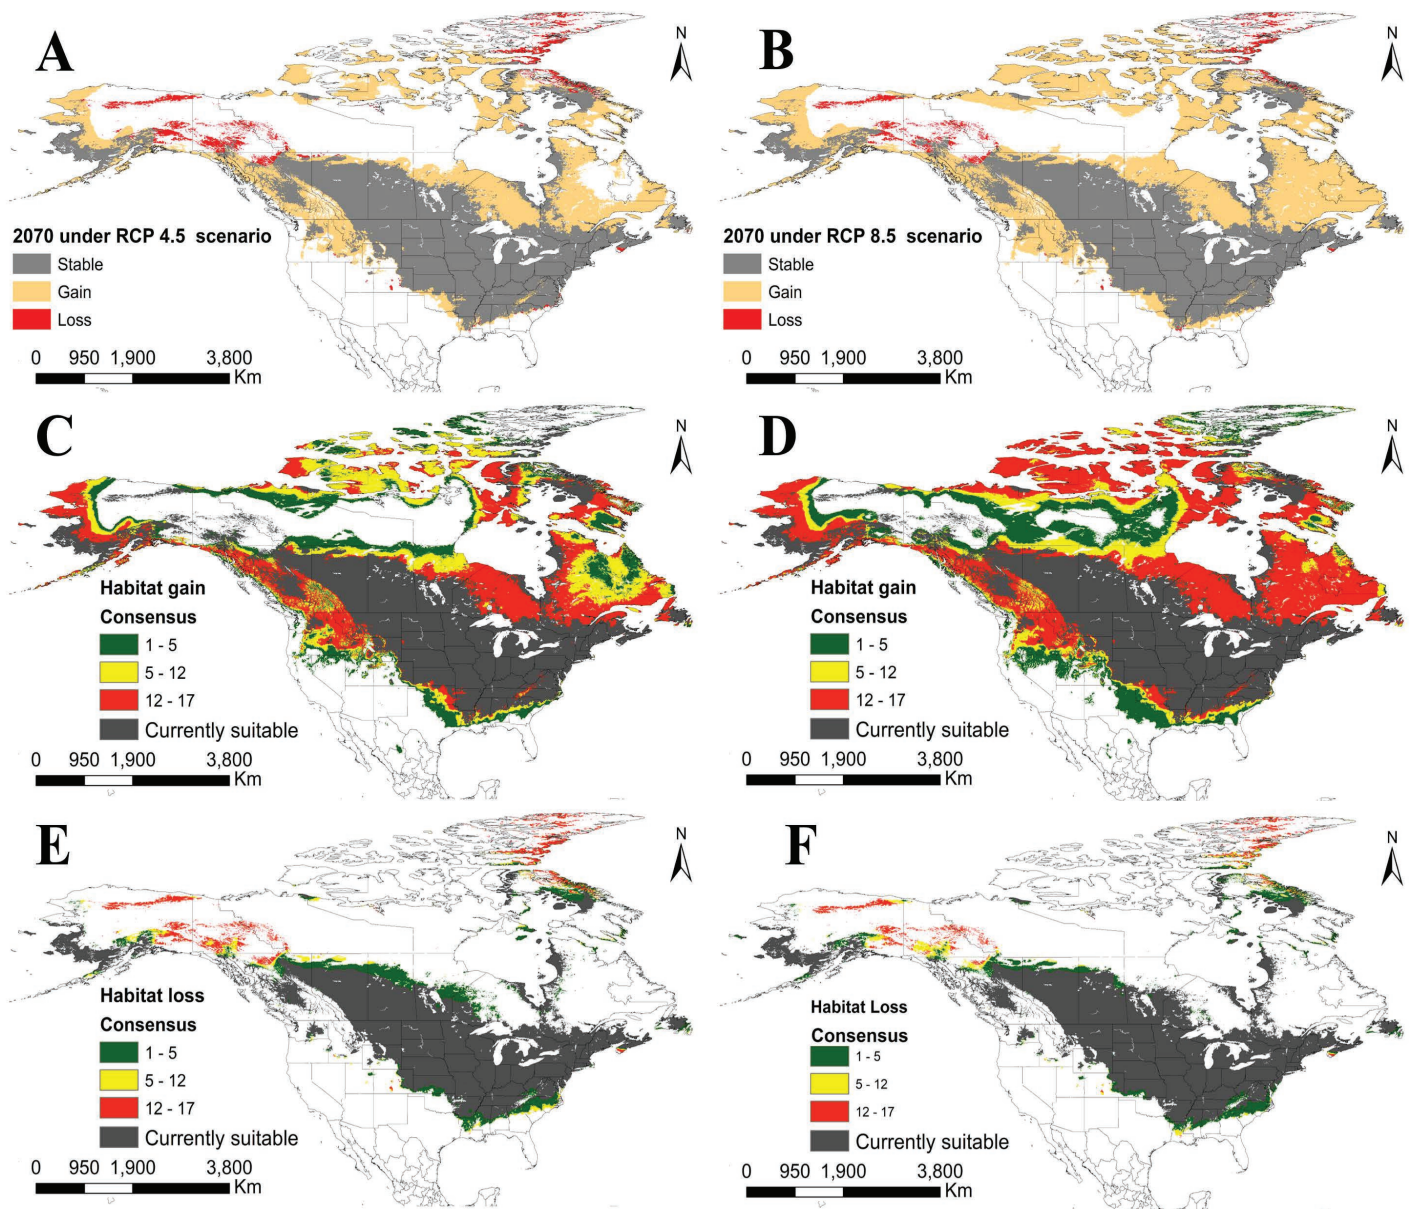 A
N
2070 under RCP 4.5 scenario
Stable
Gain
Loss
0 950 1,900 3,800
Km
B
N
2070 under RCP 8.5 scenario
Stable
Gain
Loss
0 950 1,900 3,800
Km
C
N
Habitat gain
Consensus
1 - 5
5 - 12
12 - 17
Currently suitable
0 950 1,900 3,800
Km
D
N
Habitat gain
Consensus
1 - 5
5 - 12
12 - 17
Currently suitable
0 950 1,900 3,800
Km
E
N
Habitat loss
Consensus
1 - 5
5 - 12
12 - 17
Currently suitable
0 950 1,900 3,800
Km
F
N
Habitat Loss
Consensus
1 - 5
5 - 12
12 - 17
Currently suitable
0 950 1,900 3,800
Km